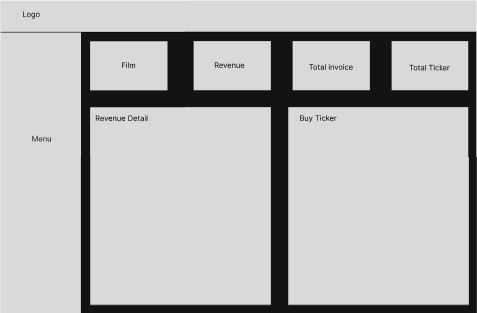 Logo
Film
Revenue
Total invoice
Total Ticker
Menu
Revenue Detail
Buy Ticker